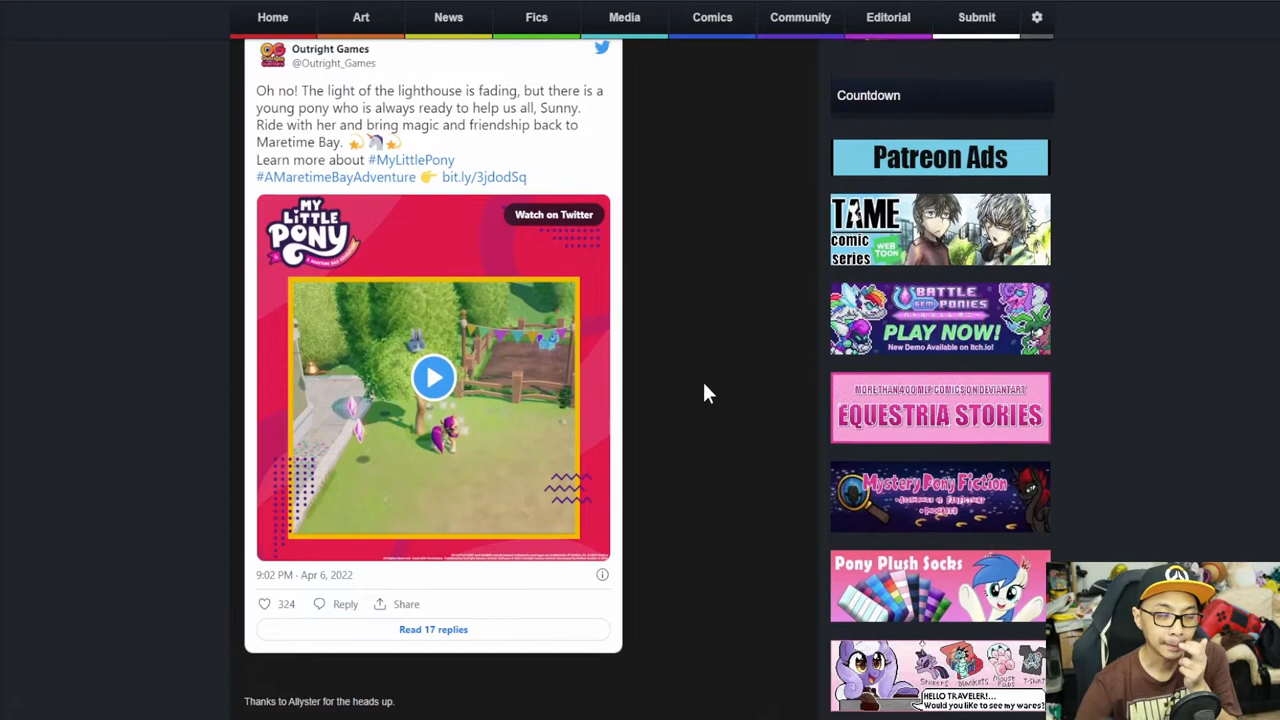 Home Art News Fics Media Comics Community Editorial Submit
Outright Games
@Outright_Games
Oh no! The light of the lighthouse is fading, but there is a
young pony who is always ready to help us all, Sunny.
Ride with her and bring magic and friendship back to
Maretime Bay.
Learn more about #MyLittlePony
#AMaretimeBayAdventure 👉 bit.ly/3jdodSq
MY
LITTLE
PONY
A MARETIME BAY ADVENTURE
Watch on Twitter
9:02 PM · Apr 6, 2022
324 Reply Share
Read 17 replies
Thanks to Allyster for the heads up.
Countdown
Patreon Ads
TAME
comic
series
WEB
TOON
BATTLE
GEM PONIES
PLAY NOW!
New Demo Available on Itch.io!
MORE THAN 400 MLP COMICS ON DEVIANTART
EQUESTRIA STORIES
Mystery Pony Fiction
Pony Plush Socks
HELLO TRAVELER!...
Would you like to see my wares?